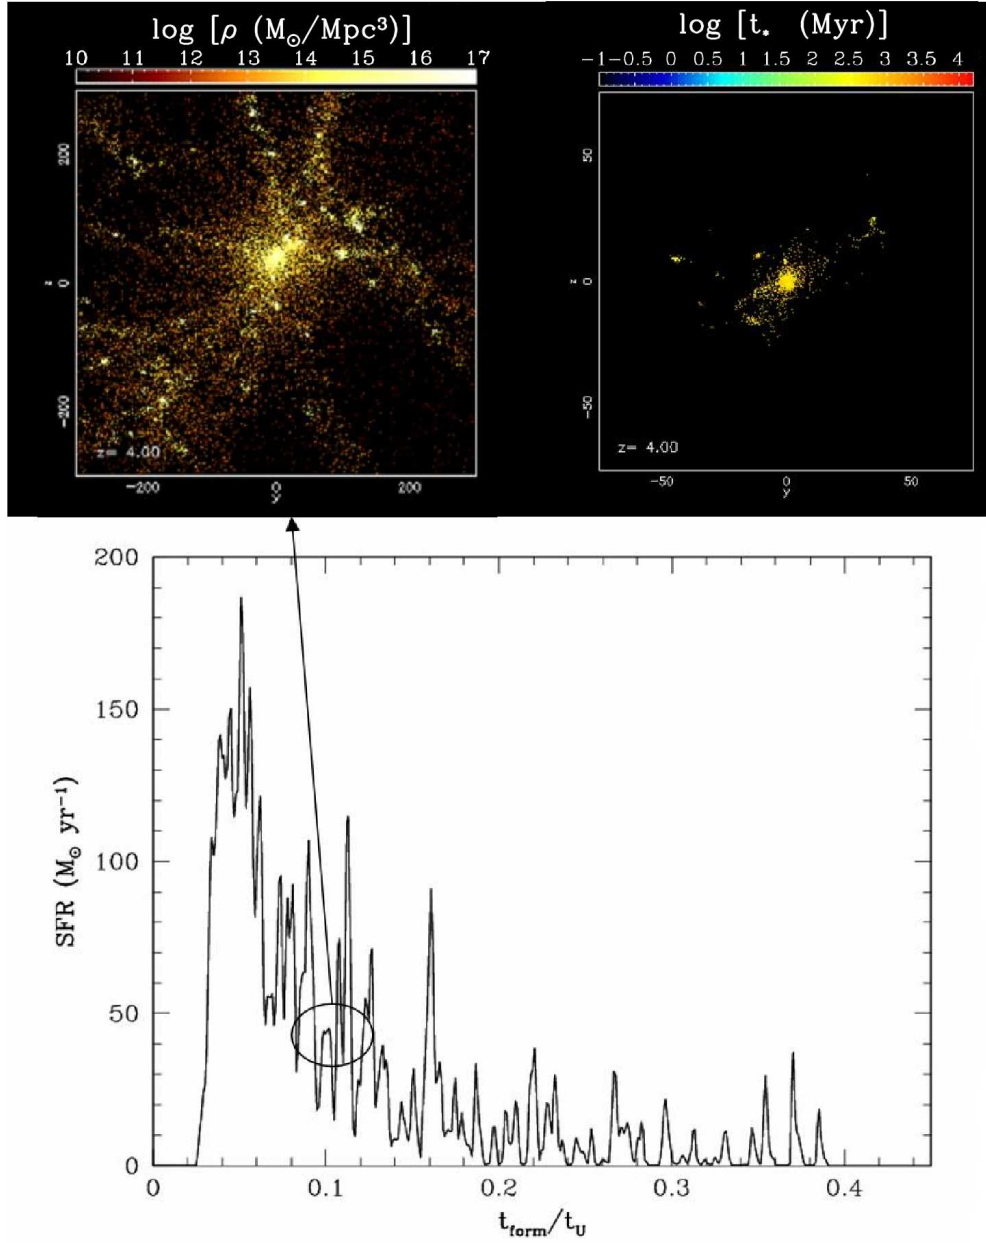 log [ρ (M⊙/Mpc³)]
10 11 12 13 14 15 16 17
200
z 0
−200
z= 4.00
−200 0 200
y
log [t* (Myr)]
−1 −0.5 0 0.5 1 1.5 2 2.5 3 3.5 4
50
z 0
−50
z= 4.00
−50 0 50
y
200
150
100
50
0
SFR (M⊙ yr⁻¹)
0 0.1 0.2 0.3 0.4
t_form/t_U